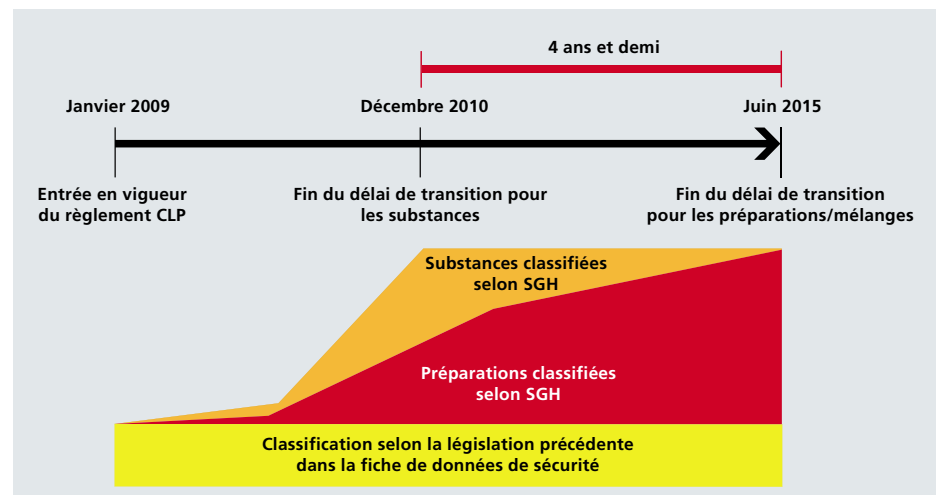 4 ans et demi
Janvier 2009
Décembre 2010
Juin 2015
Entrée en vigueur
du règlement CLP
Fin du délai de transition pour
les substances
Fin du délai de transition
pour les préparations/mélanges
Substances classifiées
selon SGH
Préparations classifiées
selon SGH
Classification selon la législation précédente
dans la fiche de données de sécurité